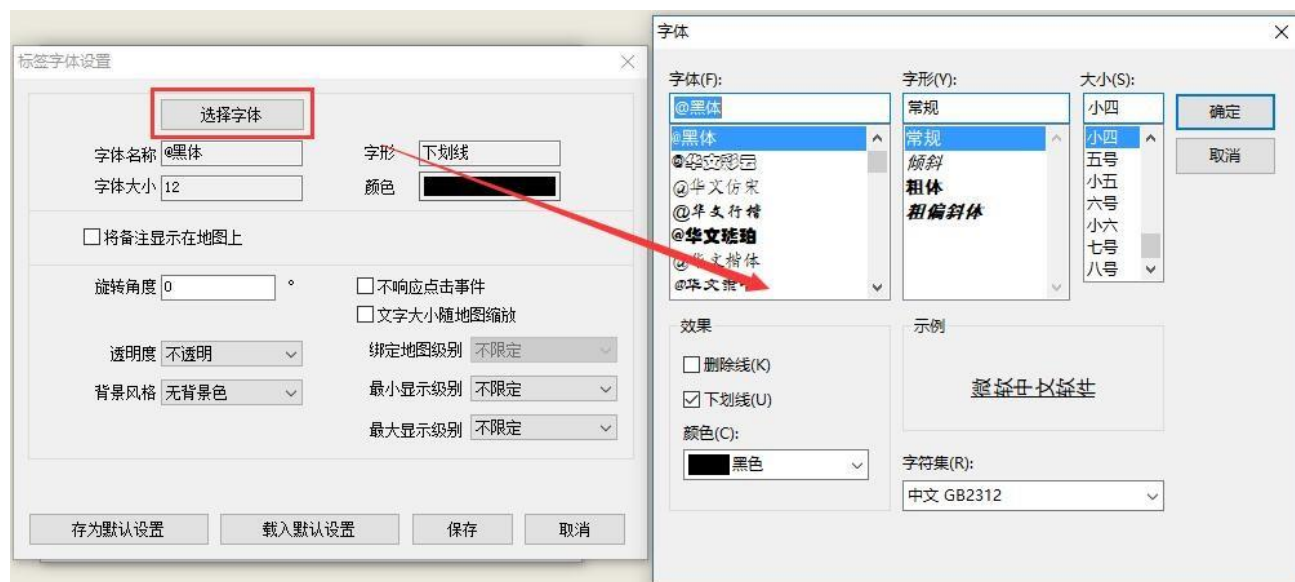 标签字体设置
选择字体
字体名称 @黑体
字形 下划线
字体大小 12
颜色
将备注显示在地图上
旋转角度 0 °
不响应点击事件
文字大小随地图缩放
透明度 不透明
绑定地图级别 不限定
背景风格 无背景色
最小显示级别 不限定
最大显示级别 不限定
存为默认设置
载入默认设置
保存
取消
字体
字体(F):
@黑体
@黑体
@华文彩云
@华文仿宋
@华文行楷
@华文琥珀
@华文楷体
字形(Y):
常规
常规
倾斜
粗体
粗偏斜体
大小(S):
小四
小四
五号
小五
六号
小六
七号
八号
确定
取消
效果
删除线(K)
下划线(U)
颜色(C):
黑色
示例
微软中文软件
字符集(R):
中文 GB2312